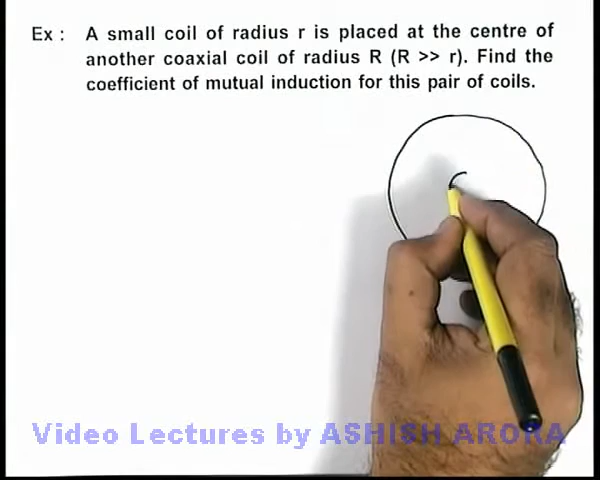 Ex : A small coil of radius r is placed at the centre of
another coaxial coil of radius R (R >> r). Find the
coefficient of mutual induction for this pair of coils.
Video Lectures by ASHISH ARORA